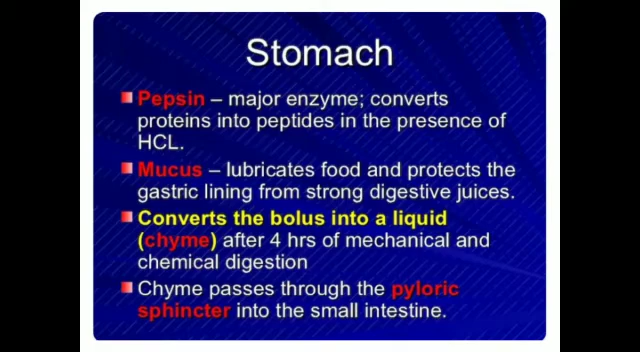 Stomach
Pepsin – major enzyme; converts
proteins into peptides in the presence of
HCL.
Mucus – lubricates food and protects the
gastric lining from strong digestive juices.
Converts the bolus into a liquid
(chyme) after 4 hrs of mechanical and
chemical digestion
Chyme passes through the pyloric
sphincter into the small intestine.